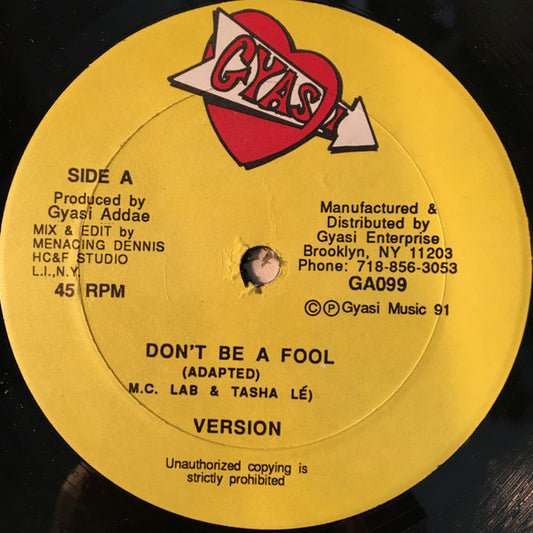 GYASI
SIDE A
Produced by
Gyasi Addae
MIX & EDIT by
MENACING DENNIS
HC&F STUDIO
L.I.,N.Y.
45 RPM
Manufactured &
Distributed by
Gyasi Enterprise
Brooklyn, NY 11203
Phone: 718-856-3053
GA099
©Ⓟ Gyasi Music 91
DON'T BE A FOOL
(ADAPTED)
M.C. LAB & TASHA LÉ)
VERSION
Unauthorized copying is
strictly prohibited